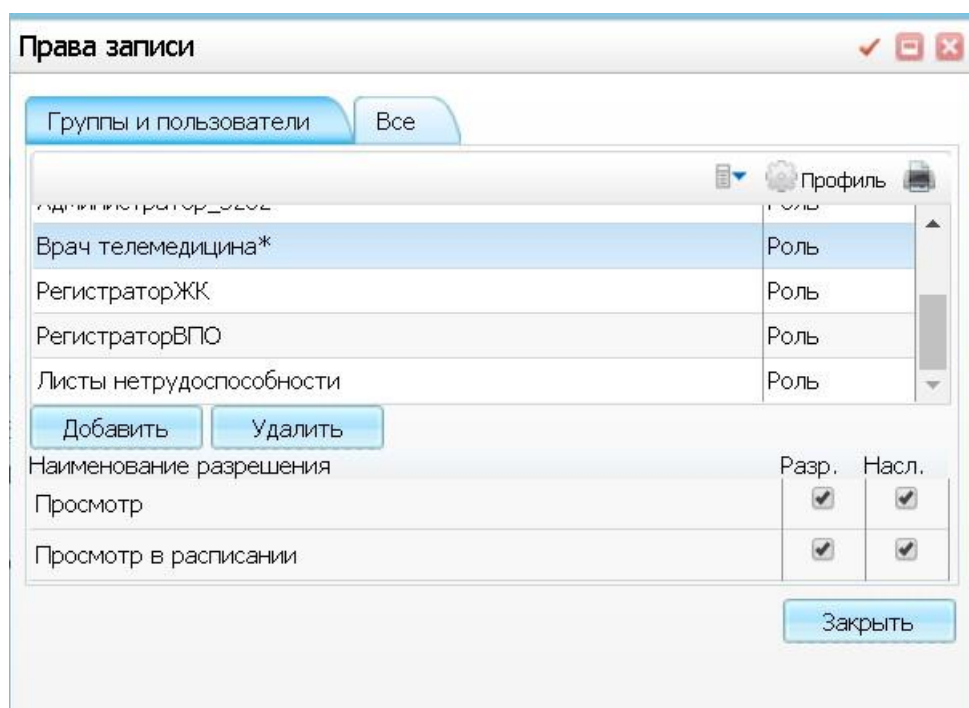 Права записи
Группы и пользователи Все
Профиль
Врач телемедицина* Роль
РегистраторЖК Роль
РегистраторВПО Роль
Листы нетрудоспособности Роль
Добавить Удалить
Наименование разрешения Разр. Насл.
Просмотр
Просмотр в расписании
Закрыть